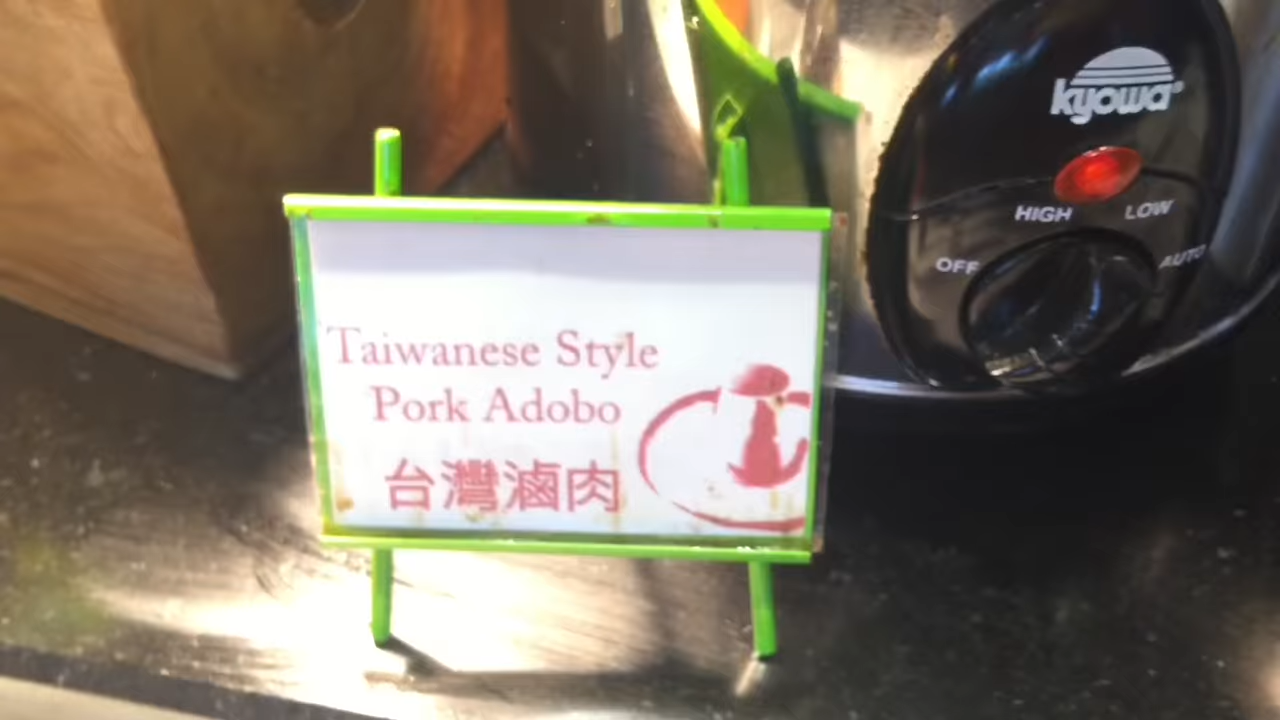 kyowa®
HIGH LOW
OFF AUTO
Taiwanese Style
Pork Adobo
台灣滷肉